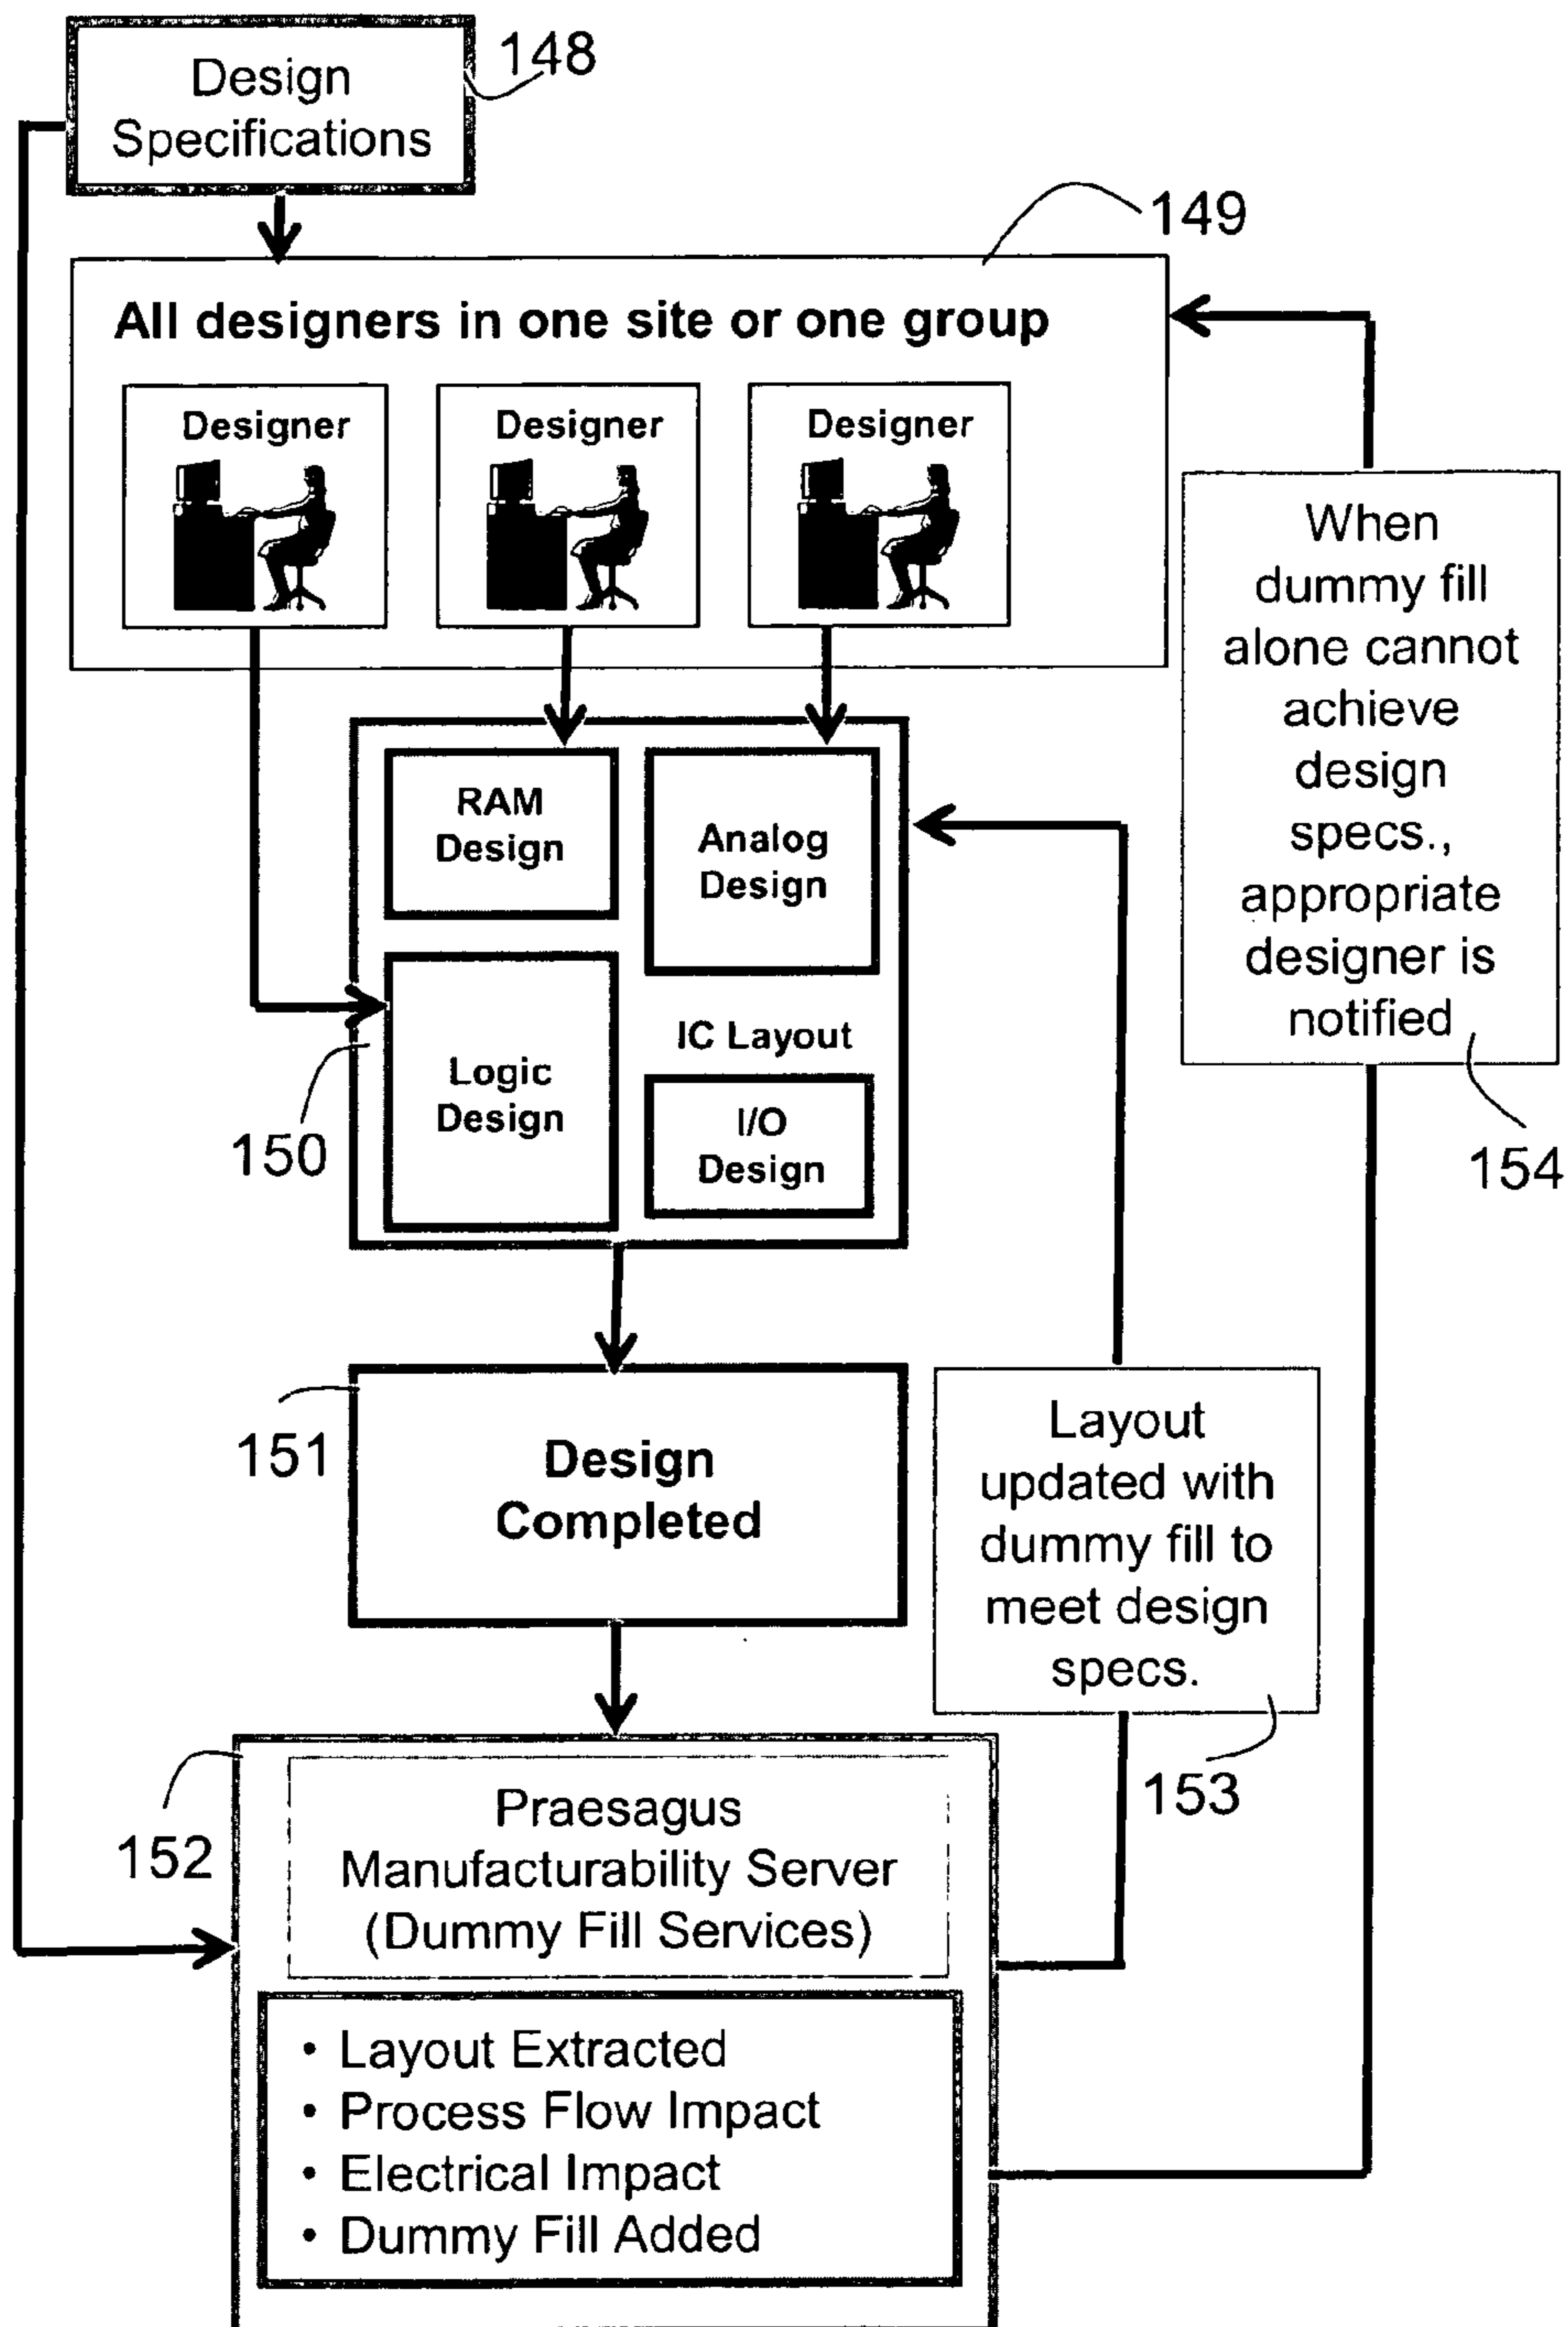 Design
Specifications
148
149
All designers in one site or one group
Designer
Designer
Designer
When
dummy fill
alone cannot
achieve
design
specs.,
appropriate
designer is
notified
154
RAM
Design
Analog
Design
Logic
Design
IC Layout
I/O
Design
150
Design
Completed
151
Layout
updated with
dummy fill to
meet design
specs.
153
152
Praesagus
Manufacturability Server
(Dummy Fill Services)
• Layout Extracted
• Process Flow Impact
• Electrical Impact
• Dummy Fill Added